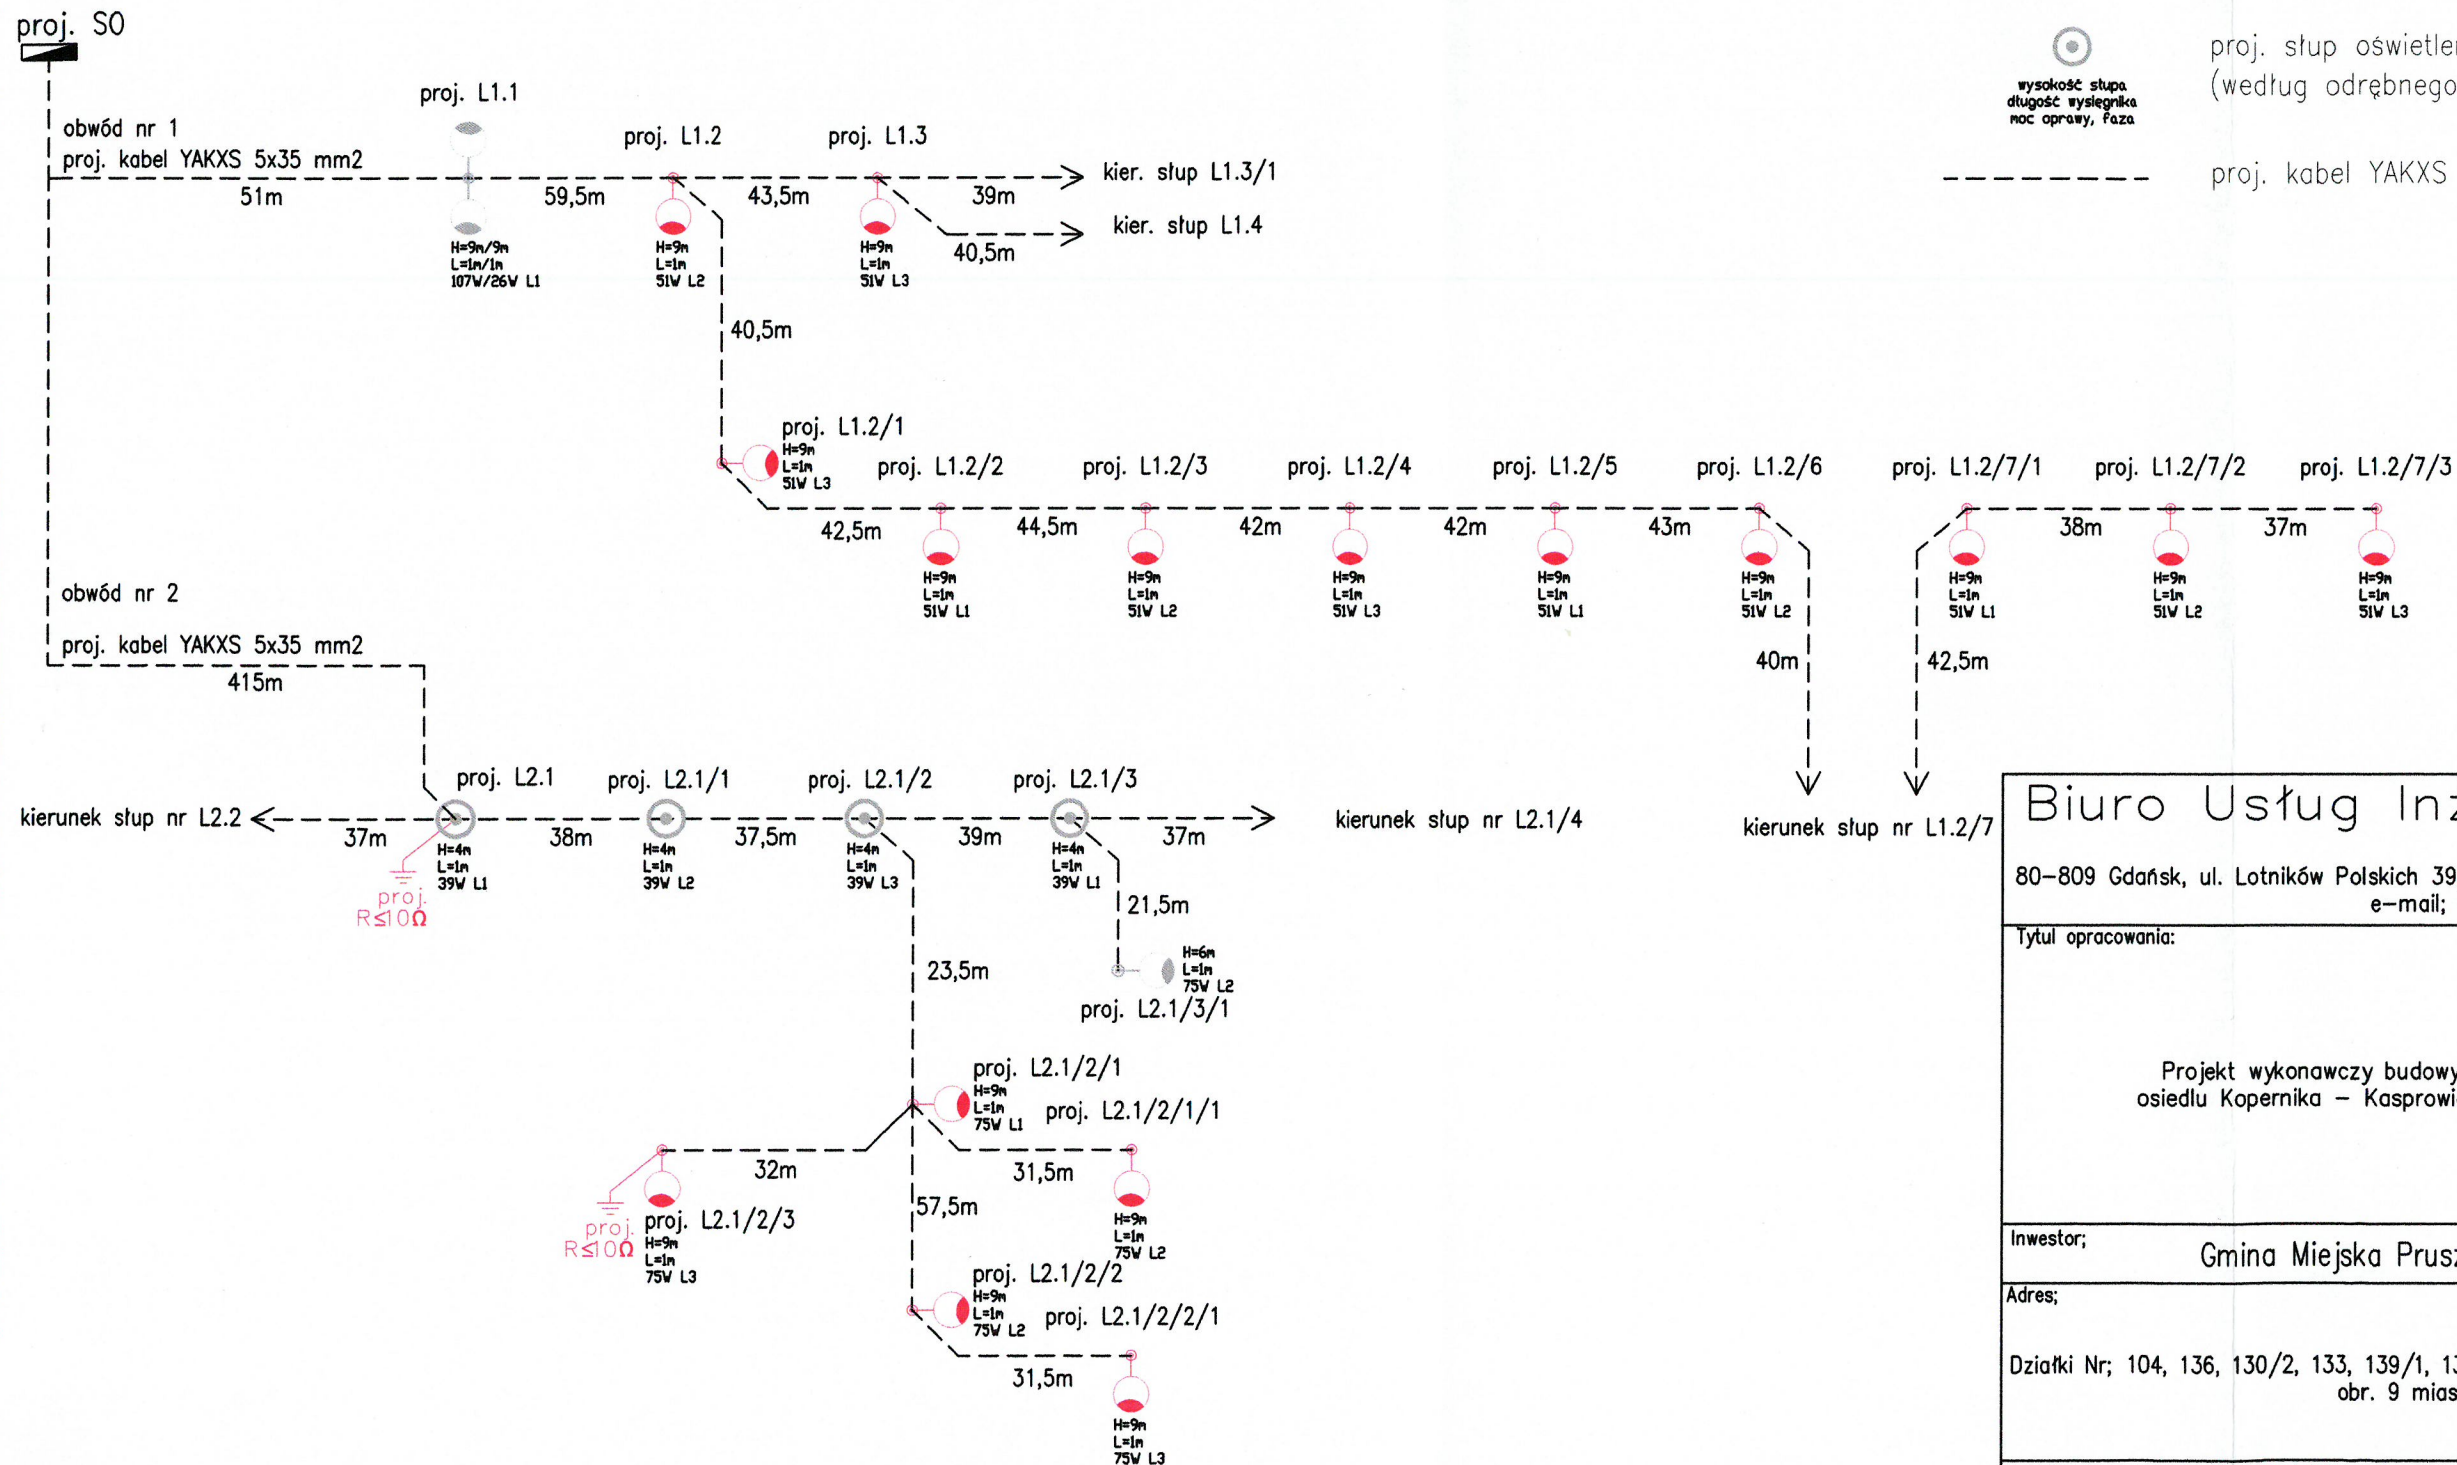 proj. SO
obwód nr 1
proj. kabel YAKXS 5x35 mm2
51m
proj. L1.1
H=9m/9m
L=1m/1m
107W/26W L1
59,5m
proj. L1.2
H=9m
L=1m
51W L2
43,5m
proj. L1.3
H=9m
L=1m
51W L3
39m
kier. słup L1.3/1
40,5m
kier. słup L1.4
wysokość słupa
długość wysięgnika
moc oprawy, faza
proj. słup oświetle
(według odrębnego
proj. kabel YAKXS
40,5m
proj. L1.2/1
H=9m
L=1m
51W L3
42,5m
proj. L1.2/2
H=9m
L=1m
51W L1
44,5m
proj. L1.2/3
H=9m
L=1m
51W L2
42m
proj. L1.2/4
H=9m
L=1m
51W L3
42m
proj. L1.2/5
H=9m
L=1m
51W L1
43m
proj. L1.2/6
H=9m
L=1m
51W L2
40m
proj. L1.2/7/1
H=9m
L=1m
51W L1
42,5m
38m
proj. L1.2/7/2
H=9m
L=1m
51W L2
37m
proj. L1.2/7/3
H=9m
L=1m
51W L3
kierunek słup nr L1.2/7
obwód nr 2
proj. kabel YAKXS 5x35 mm2
415m
kierunek słup nr L2.2
37m
proj. L2.1
H=4m
L=1m
39W L1
proj.
R≤10Ω
38m
proj. L2.1/1
H=4m
L=1m
39W L2
37,5m
proj. L2.1/2
H=4m
L=1m
39W L3
39m
proj. L2.1/3
H=4m
L=1m
39W L1
37m
kierunek słup nr L2.1/4
21,5m
H=6m
L=1m
75W L2
proj. L2.1/3/1
23,5m
proj. L2.1/2/1
H=9m
L=1m
75W L1
proj. L2.1/2/1/1
31,5m
H=9m
L=1m
75W L2
32m
proj.
R≤10Ω
proj. L2.1/2/3
H=9m
L=1m
75W L3
57,5m
proj. L2.1/2/2
H=9m
L=1m
75W L2
proj. L2.1/2/2/1
31,5m
H=9m
L=1m
75W L3
Biuro Usług Inż
80-809 Gdańsk, ul. Lotników Polskich 39
e-mail;
Tytul opracowania:
Projekt wykonawczy budowy
osiedlu Kopernika – Kasprowi
Inwestor;
Gmina Miejska Prusz
Adres;
Działki Nr; 104, 136, 130/2, 133, 139/1, 13
obr. 9 mias